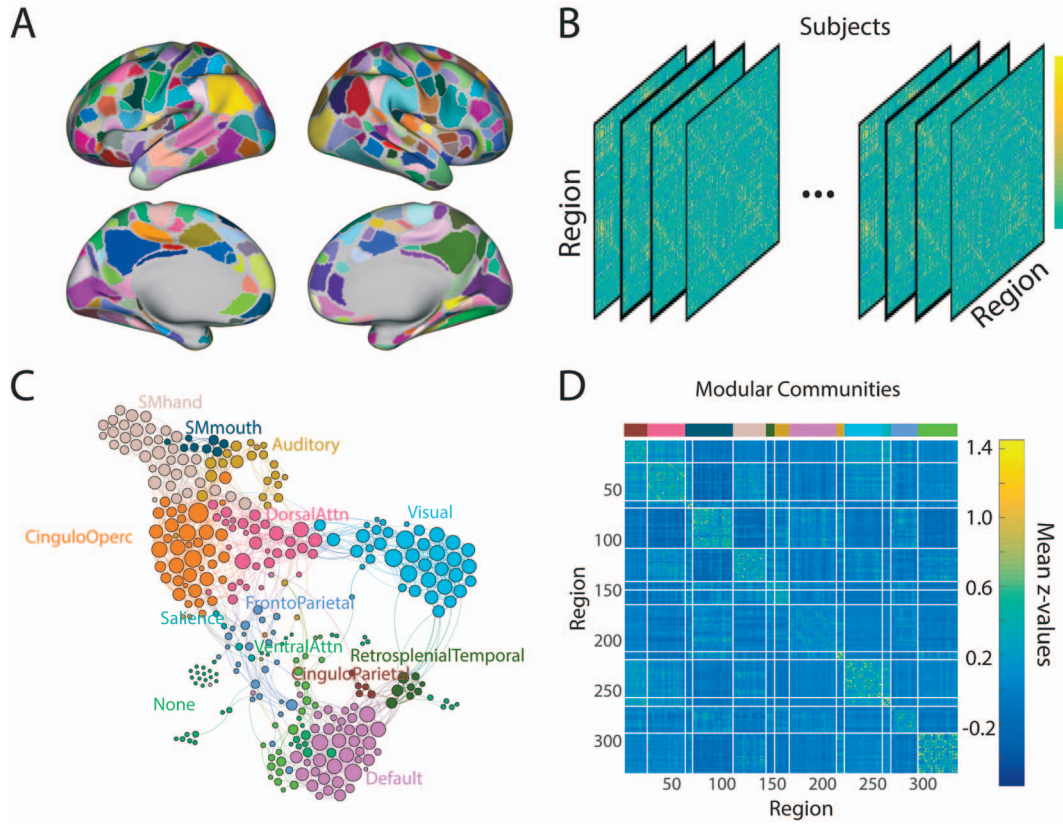 A
B
Subjects
Region
•••
Region
C
SMhand
SMmouth
Auditory
DorsalAttn
Visual
CinguloOperc
FrontoParietal
Salience
VentralAttn
RetrosplenialTemporal
CinguloParietal
None
Default
D
Modular Communities
50
100
150
200
250
300
Region
50
100
150
200
250
300
Region
1.4
1.0
0.6
0.2
-0.2
Mean z-values